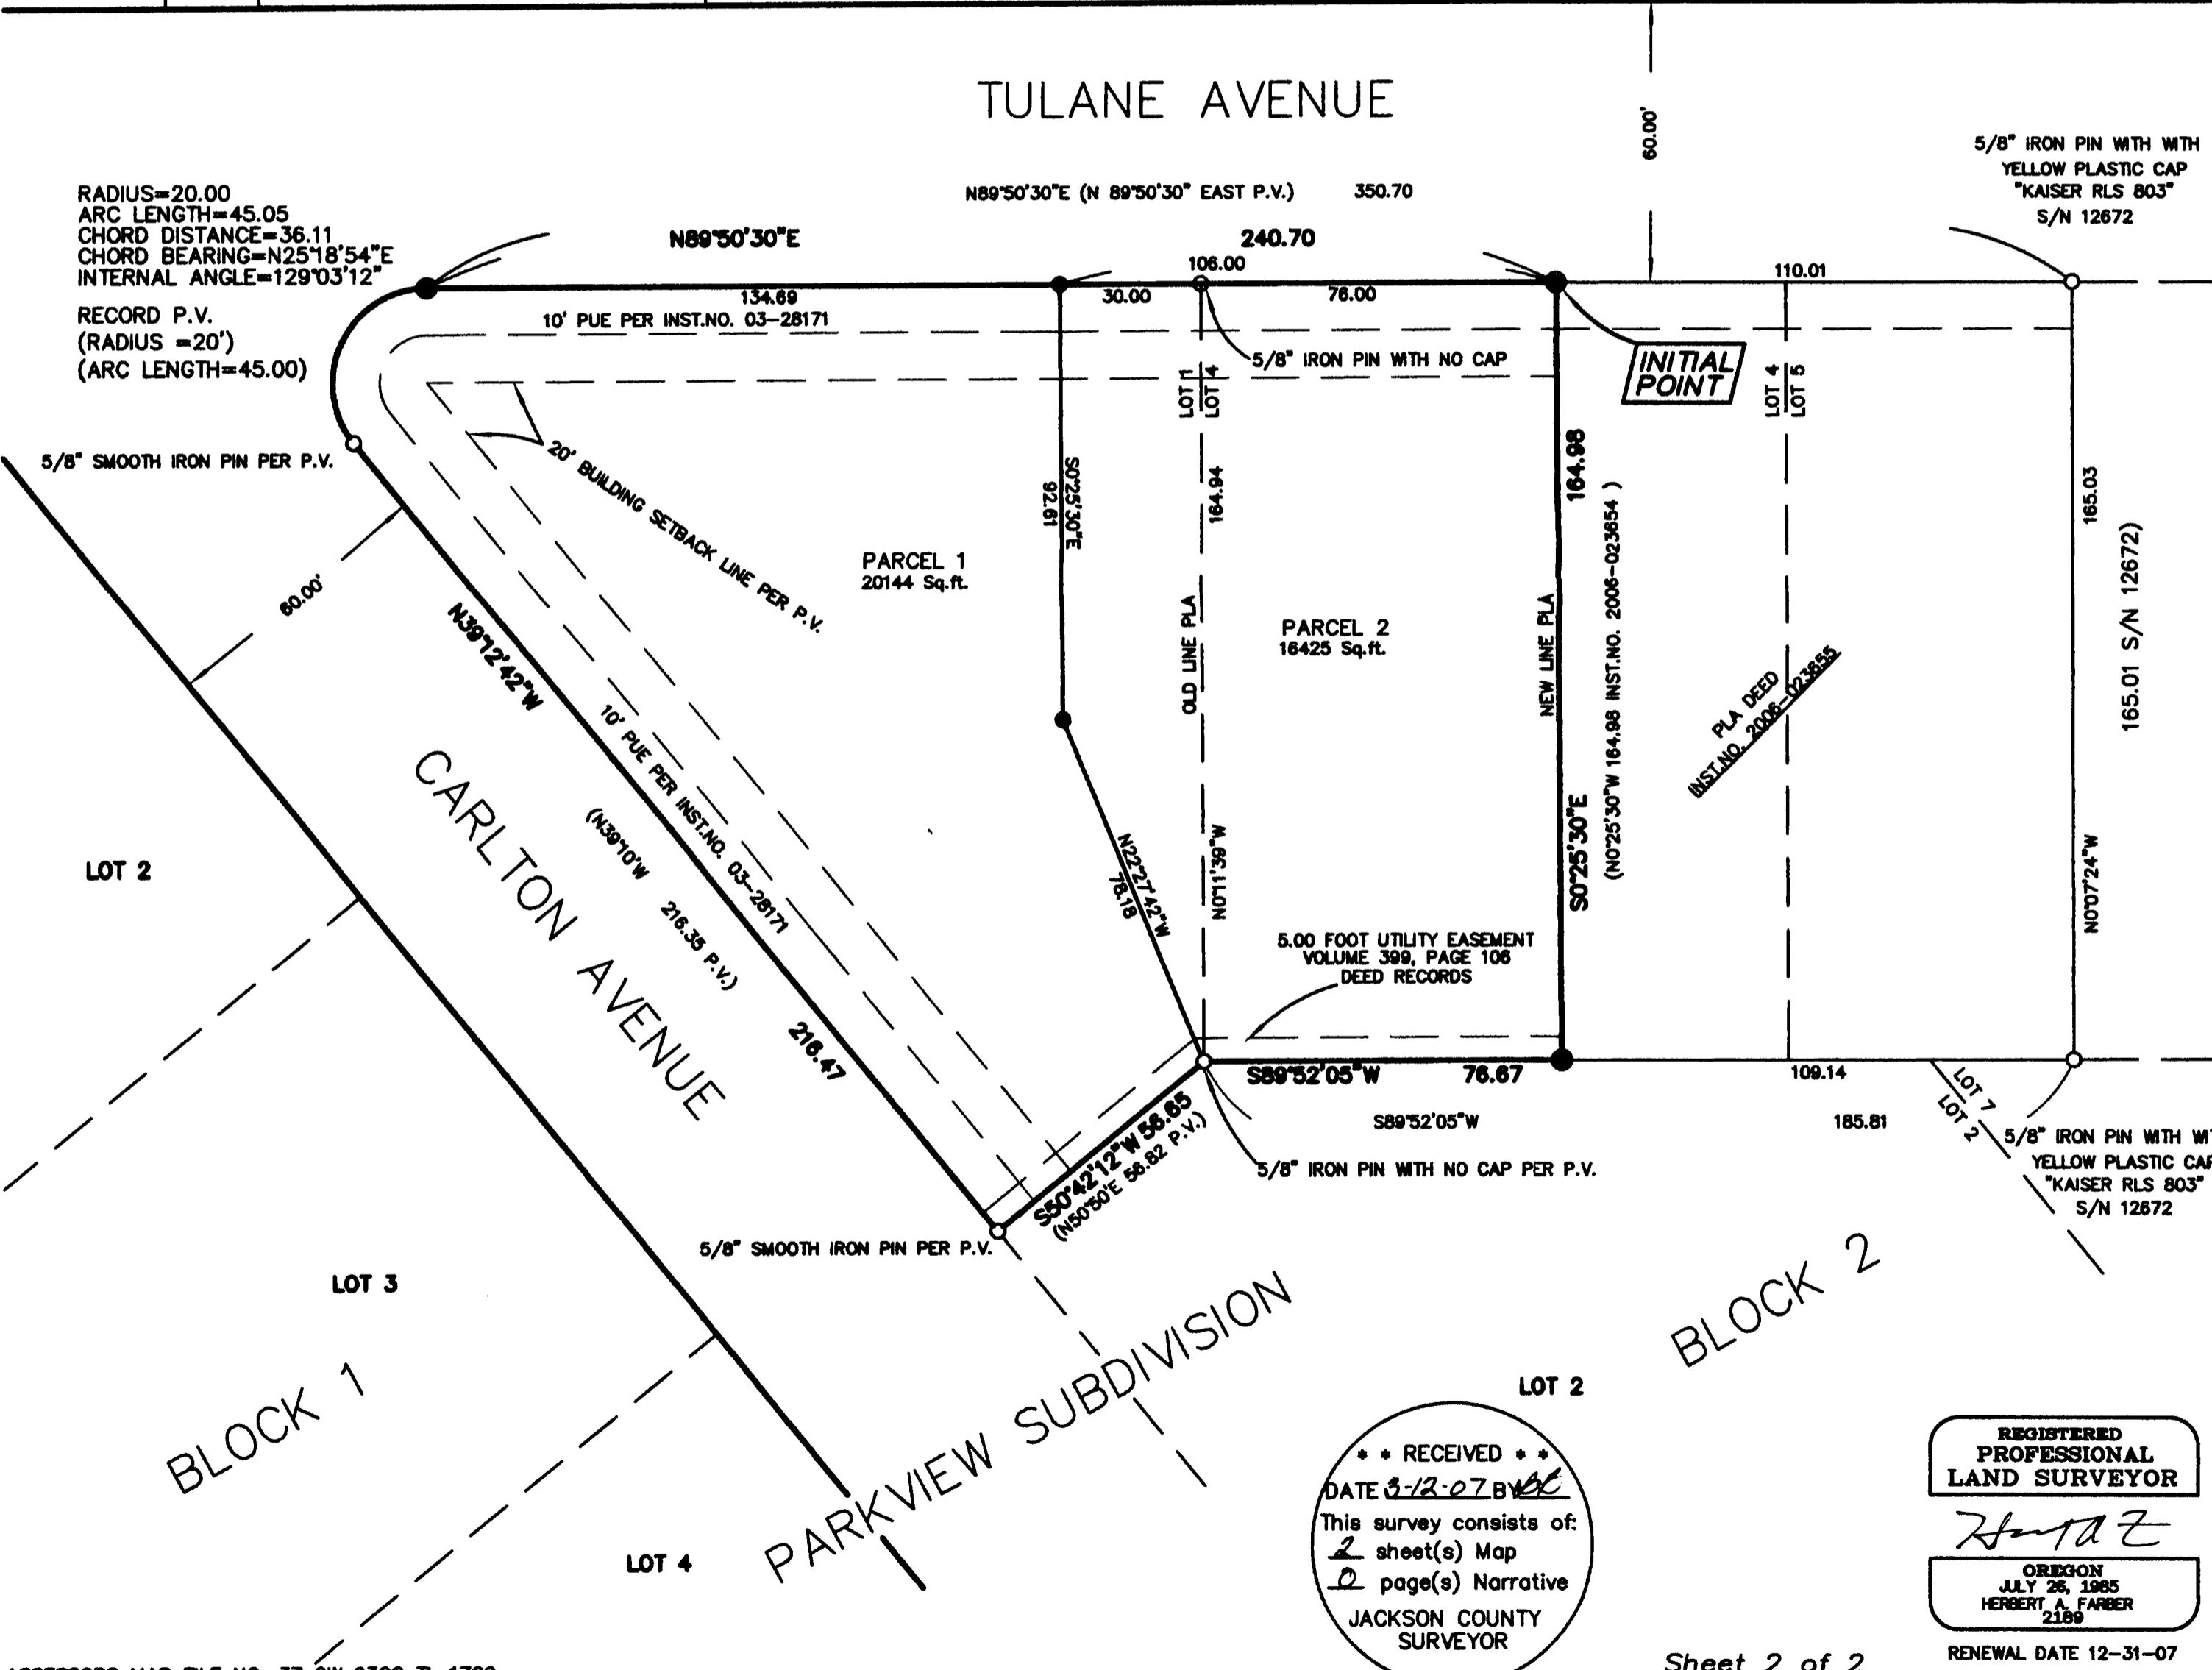 TULANE AVENUE
60.00'
5/8" IRON PIN WITH WITH
YELLOW PLASTIC CAP
"KAISER RLS 803"
S/N 12672
RADIUS=20.00
ARC LENGTH=45.05
CHORD DISTANCE=36.11
CHORD BEARING=N25°18'54"E
INTERNAL ANGLE=129°03'12"
RECORD P.V.
(RADIUS =20')
(ARC LENGTH=45.00)
N89°50'30"E (N 89°50'30" EAST P.V.) 350.70
N89°50'30"E 240.70
106.00
110.01
134.69
30.00
76.00
10' PUE PER INST.NO. 03-28171
5/8" IRON PIN WITH NO CAP
INITIAL
POINT
LOT 1
LOT 4
LOT 4
LOT 5
5/8" SMOOTH IRON PIN PER P.V.
20' BUILDING SETBACK LINE PER P.V.
60.00'
S0°25'30"E
92.61
164.94
164.98
165.03
165.01 S/N 12672)
PARCEL 1
20144 Sq.ft.
PARCEL 2
16425 Sq.ft.
OLD LINE PLA
NEW LINE PLA
(N0°25'30"W 164.98 INST.NO. 2006-023654 )
PLA DEED
INST.NO. 2006-023655
N39°12'42"W
216.47
10' PUE PER INST.NO. 03-28171
(N39°10'W 216.35 P.V.)
CARLTON AVENUE
N22°27'42"W
78.18
N0°11'39"W
S0°25'30"E
N0°07'24"W
LOT 2
5.00 FOOT UTILITY EASEMENT
VOLUME 399, PAGE 106
DEED RECORDS
S89°52'05"W 76.67
109.14
S89°52'05"W 185.81
LOT 7
LOT 2
S50°42'12"W 56.65
(N50°50'E 56.82 P.V.)
5/8" IRON PIN WITH NO CAP PER P.V.
5/8" IRON PIN WITH WI
YELLOW PLASTIC CAP
"KAISER RLS 803"
S/N 12672
5/8" SMOOTH IRON PIN PER P.V.
LOT 3
BLOCK 1
PARKVIEW SUBDIVISION
BLOCK 2
LOT 2
LOT 4
* * RECEIVED * *
DATE 3-12-07 BY
This survey consists of:
2 sheet(s) Map
0 page(s) Narrative
JACKSON COUNTY
SURVEYOR
REGISTERED
PROFESSIONAL
LAND SURVEYOR
OREGON
JULY 26, 1985
HERBERT A. FARBER
2189
RENEWAL DATE 12-31-07
Sheet 2 of 2